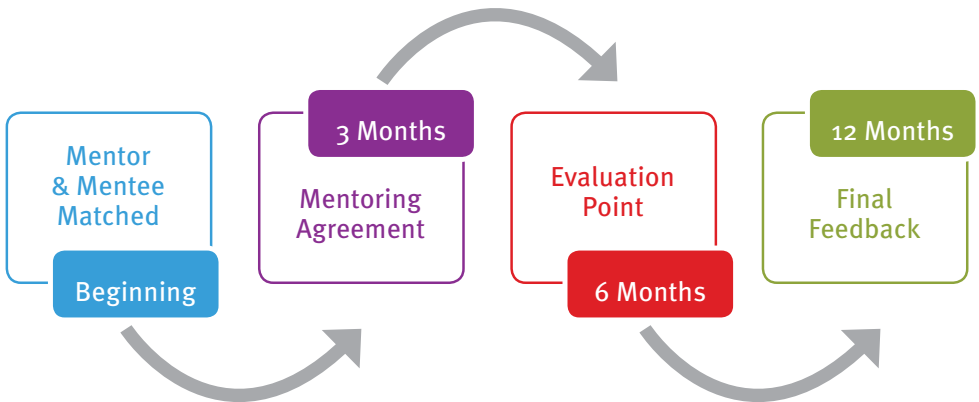 Mentor
& Mentee
Matched
Beginning
3 Months
Mentoring
Agreement
Evaluation
Point
6 Months
12 Months
Final
Feedback